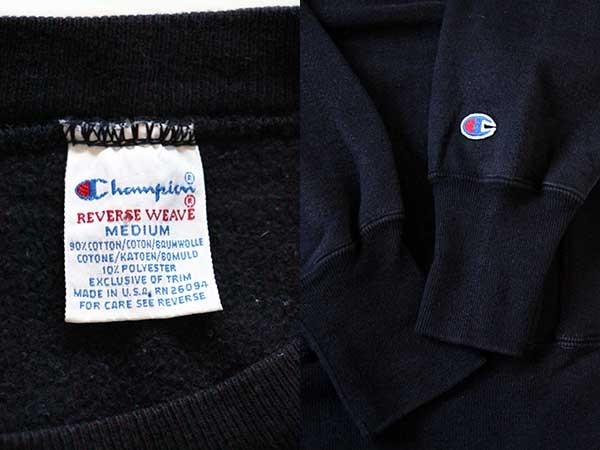 Champion®
REVERSE WEAVE®
MEDIUM
90% COTTON/COTON/BAUMWOLLE
COTONE/KATOEN/BOMULD
10% POLYESTER
EXCLUSIVE OF TRIM
MADE IN U.S.A. RN 26094
FOR CARE SEE REVERSE